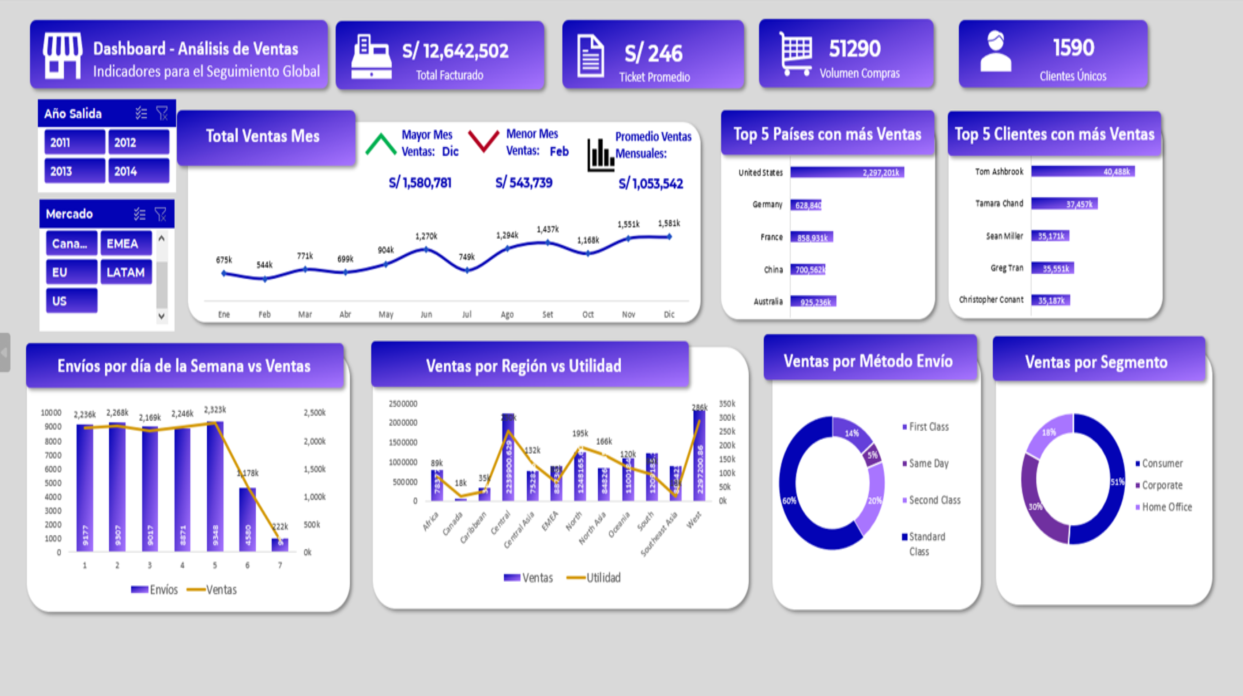 Dashboard - Análisis de Ventas
Indicadores para el Seguimiento Global
S/ 12,642,502
Total Facturado
S/ 246
Ticket Promedio
51290
Volumen Compras
1590
Clientes Únicos
Año Salida
2011
2012
2013
2014
Mercado
Cana...
EMEA
EU
LATAM
US
Total Ventas Mes
Mayor Mes
Ventas: Dic
S/ 1,580,781
Menor Mes
Ventas: Feb
S/ 543,739
Promedio Ventas
Mensuales:
S/ 1,053,542
675k
544k
771k
699k
904k
1,270k
749k
1,294k
1,437k
1,168k
1,551k
1,581k
Ene
Feb
Mar
Abr
May
Jun
Jul
Ago
Set
Oct
Nov
Dic
Top 5 Países con más Ventas
United States 2,297,201k
Germany 628,840
France 858,931k
China 700,562k
Australia 925,236k
Top 5 Clientes con más Ventas
Tom Ashbrook 40,488k
Tamara Chand 37,457k
Sean Miller 35,171k
Greg Tran 35,551k
Christopher Conant 35,187k
Envíos por día de la Semana vs Ventas
10000
9000
8000
7000
6000
5000
4000
3000
2000
1000
0
2,236k
2,268k
2,169k
2,246k
2,323k
1,178k
222k
9177
9307
9017
8871
9348
4580
2,500k
2,000k
1,500k
1,000k
500k
0k
1
2
3
4
5
6
7
Envíos
Ventas
Ventas por Región vs Utilidad
2500000
2000000
1500000
1000000
500000
0
89k
18k
35k
132k
195k
166k
120k
286k
2297200.86
350k
300k
250k
200k
150k
100k
50k
0k
Africa
Canada
Caribbean
Central
Central Asia
EMEA
North
North Asia
Oceania
South
Southeast Asia
West
Ventas
Utilidad
Ventas por Método Envío
14%
5%
20%
60%
First Class
Same Day
Second Class
Standard
Class
Ventas por Segmento
18%
51%
30%
Consumer
Corporate
Home Office